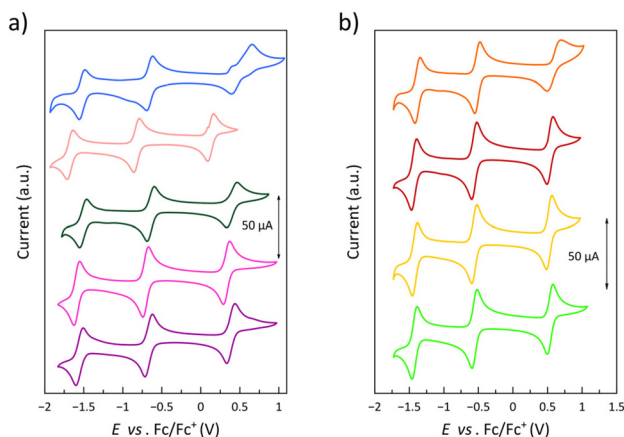 a)
b)
Current (a.u.)
50 µA
−2 −1.5 −1 −0.5 0 0.5 1
E vs. Fc/Fc⁺ (V)
Current (a.u.)
50 µA
−2 −1.5 −1 −0.5 0 0.5 1 1.5
E vs. Fc/Fc⁺ (V)